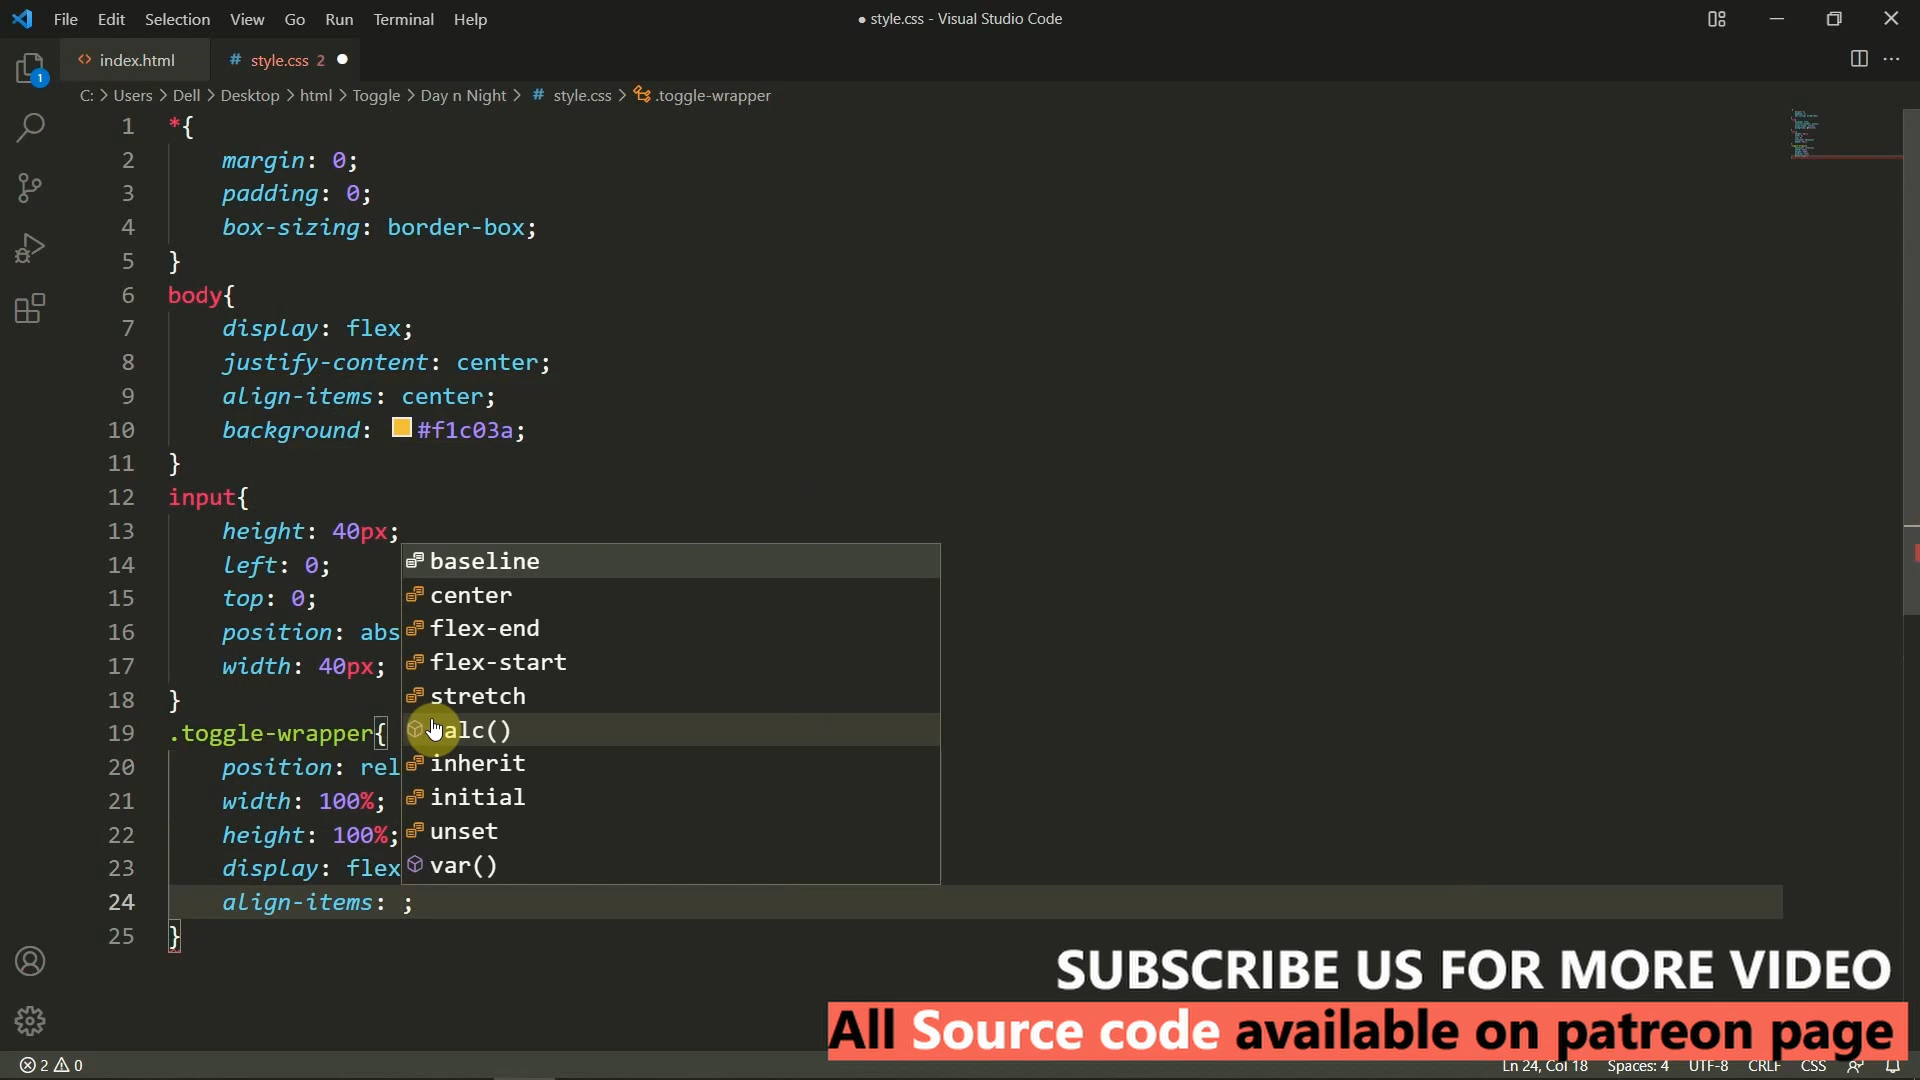 File Edit Selection View Go Run Terminal Help
● style.css - Visual Studio Code
<> index.html
# style.css 2 ●
1
C: > Users > Dell > Desktop > html > Toggle > Day n Night > # style.css > .toggle-wrapper
1 *{
2 margin: 0;
3 padding: 0;
4 box-sizing: border-box;
5 }
6 body{
7 display: flex;
8 justify-content: center;
9 align-items: center;
10 background: #f1c03a;
11 }
12 input{
13 height: 40px;
14 left: 0;
15 top: 0;
16 position: abs
17 width: 40px;
18 }
19 .toggle-wrapper{
20 position: rel
21 width: 100%;
22 height: 100%;
23 display: flex
24 align-items: ;
25 }
baseline
center
flex-end
flex-start
stretch
calc()
inherit
initial
unset
var()
SUBSCRIBE US FOR MORE VIDEO
All Source code available on patreon page
2 0
Ln 24, Col 18 Spaces: 4 UTF-8 CRLF CSS